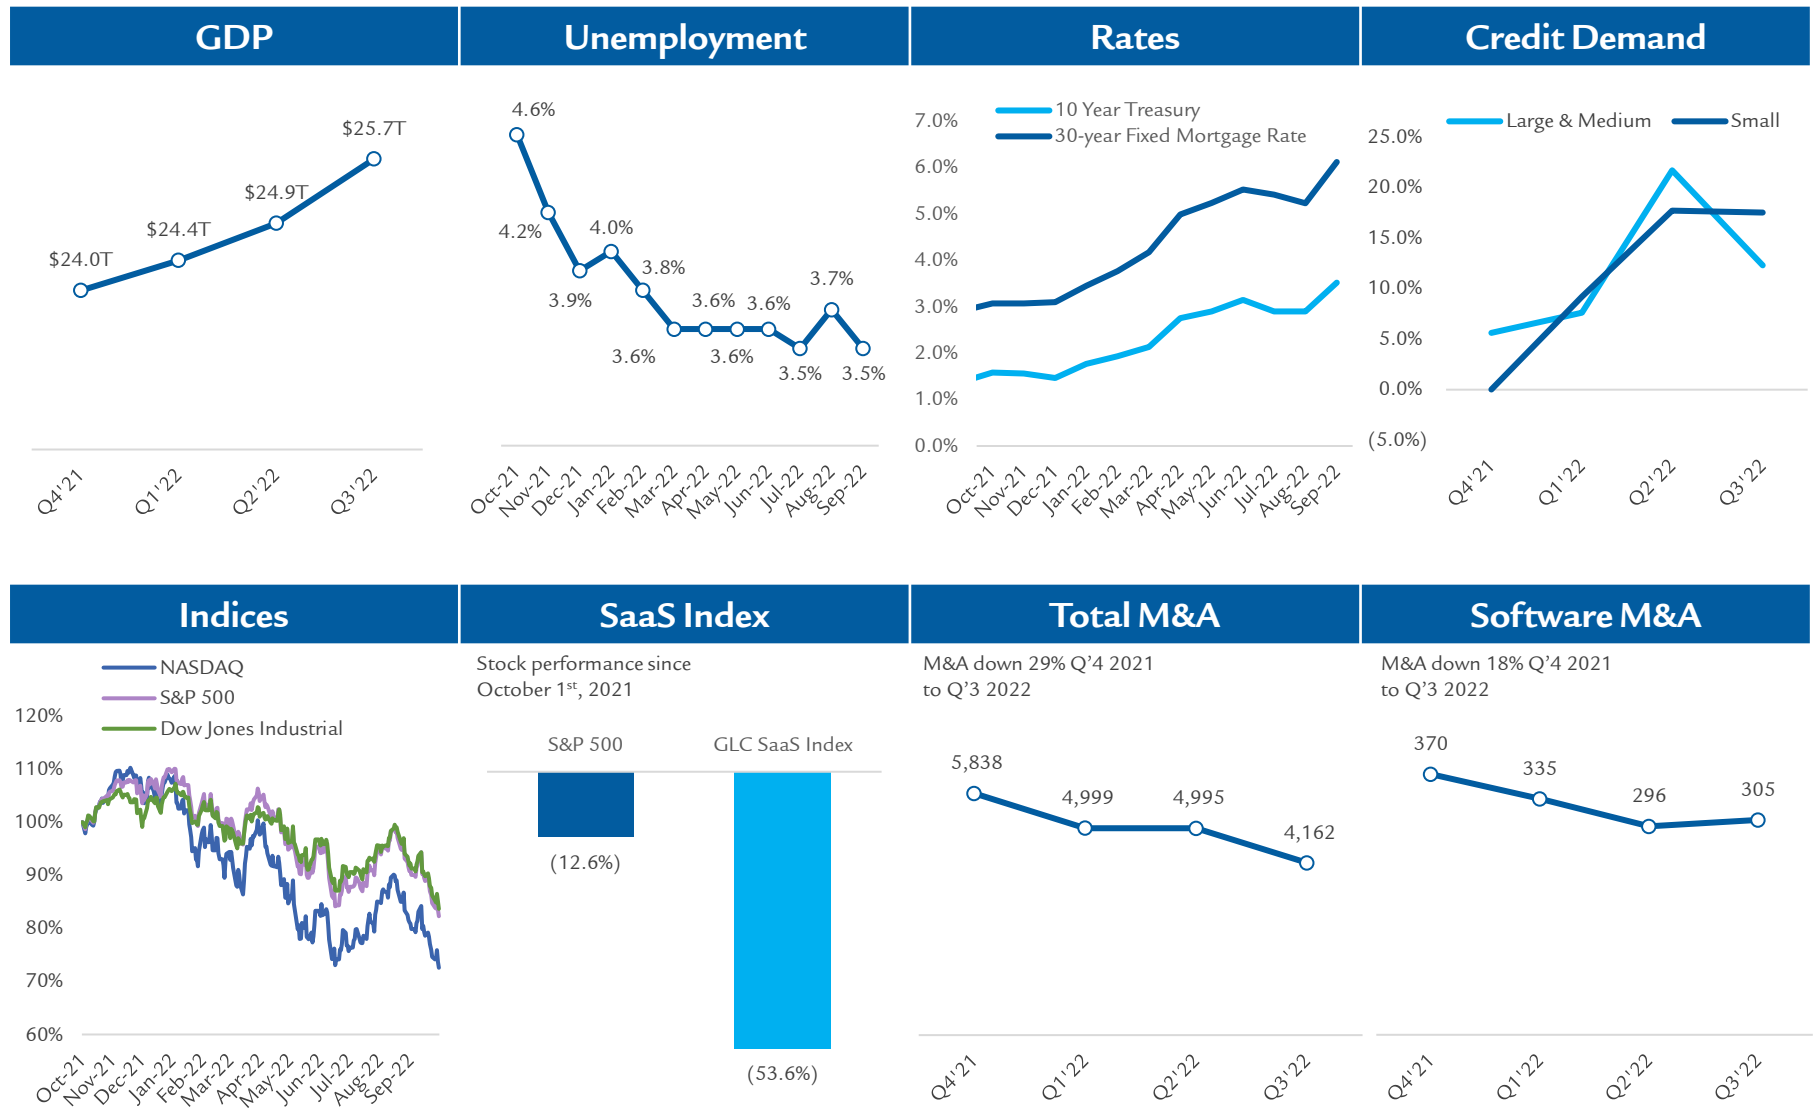 GDP
$24.0T
$24.4T
$24.9T
$25.7T
Q4'21
Q1'22
Q2'22
Q3'22
Unemployment
4.6%
4.2%
3.9%
4.0%
3.8%
3.6%
3.6%
3.6%
3.6%
3.5%
3.7%
3.5%
Oct-21
Nov-21
Dec-21
Jan-22
Feb-22
Mar-22
Apr-22
May-22
Jun-22
Jul-22
Aug-22
Sep-22
Rates
10 Year Treasury
30-year Fixed Mortgage Rate
7.0%
6.0%
5.0%
4.0%
3.0%
2.0%
1.0%
0.0%
Oct-21
Nov-21
Dec-21
Jan-22
Feb-22
Mar-22
Apr-22
May-22
Jun-22
Jul-22
Aug-22
Sep-22
Credit Demand
Large & Medium
Small
25.0%
20.0%
15.0%
10.0%
5.0%
0.0%
(5.0%)
Q4'21
Q1'22
Q2'22
Q3'22
Indices
NASDAQ
S&P 500
Dow Jones Industrial
120%
110%
100%
90%
80%
70%
60%
Oct-21
Nov-21
Dec-21
Jan-22
Feb-22
Mar-22
Apr-22
May-22
Jun-22
Jul-22
Aug-22
Sep-22
SaaS Index
Stock performance since
October 1st, 2021
S&P 500
GLC SaaS Index
(12.6%)
(53.6%)
Total M&A
M&A down 29% Q’4 2021
to Q’3 2022
5,838
4,999
4,995
4,162
Q4'21
Q1'22
Q2'22
Q3'22
Software M&A
M&A down 18% Q’4 2021
to Q’3 2022
370
335
296
305
Q4'21
Q1'22
Q2'22
Q3'22